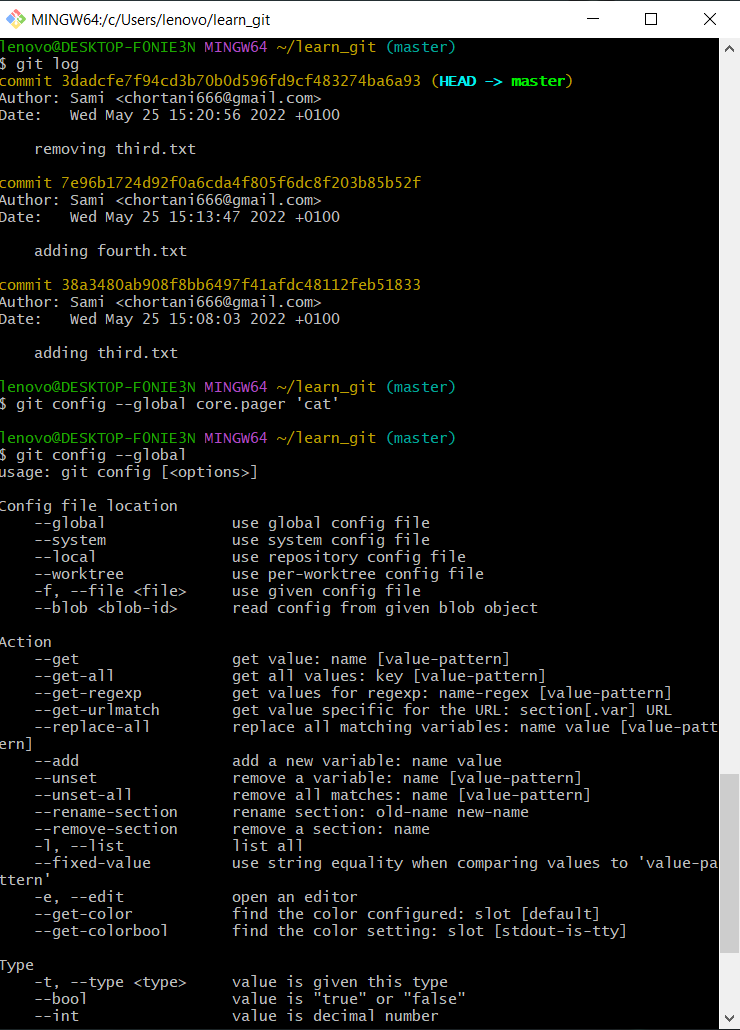 MINGW64:/c/Users/lenovo/learn_git
lenovo@DESKTOP-F0NIE3N MINGW64 ~/learn_git (master)
$ git log
commit 3dadcfe7f94cd3b70b0d596fd9cf483274ba6a93 (HEAD -> master)
Author: Sami <chortani666@gmail.com>
Date:   Wed May 25 15:20:56 2022 +0100
    removing third.txt
commit 7e96b1724d92f0a6cda4f805f6dc8f203b85b52f
Author: Sami <chortani666@gmail.com>
Date:   Wed May 25 15:13:47 2022 +0100
    adding fourth.txt
commit 38a3480ab908f8bb6497f41afdc48112feb51833
Author: Sami <chortani666@gmail.com>
Date:   Wed May 25 15:08:03 2022 +0100
    adding third.txt
lenovo@DESKTOP-F0NIE3N MINGW64 ~/learn_git (master)
$ git config --global core.pager 'cat'
lenovo@DESKTOP-F0NIE3N MINGW64 ~/learn_git (master)
$ git config --global
usage: git config [<options>]
Config file location
    --global              use global config file
    --system              use system config file
    --local               use repository config file
    --worktree            use per-worktree config file
    -f, --file <file>     use given config file
    --blob <blob-id>      read config from given blob object
Action
    --get                 get value: name [value-pattern]
    --get-all             get all values: key [value-pattern]
    --get-regexp          get values for regexp: name-regex [value-pattern]
    --get-urlmatch        get value specific for the URL: section[.var] URL
    --replace-all         replace all matching variables: name value [value-patt
ern]
    --add                 add a new variable: name value
    --unset               remove a variable: name [value-pattern]
    --unset-all           remove all matches: name [value-pattern]
    --rename-section      rename section: old-name new-name
    --remove-section      remove a section: name
    -l, --list            list all
    --fixed-value         use string equality when comparing values to 'value-pa
ttern'
    -e, --edit            open an editor
    --get-color           find the color configured: slot [default]
    --get-colorbool       find the color setting: slot [stdout-is-tty]
Type
    -t, --type <type>     value is given this type
    --bool                value is "true" or "false"
    --int                 value is decimal number